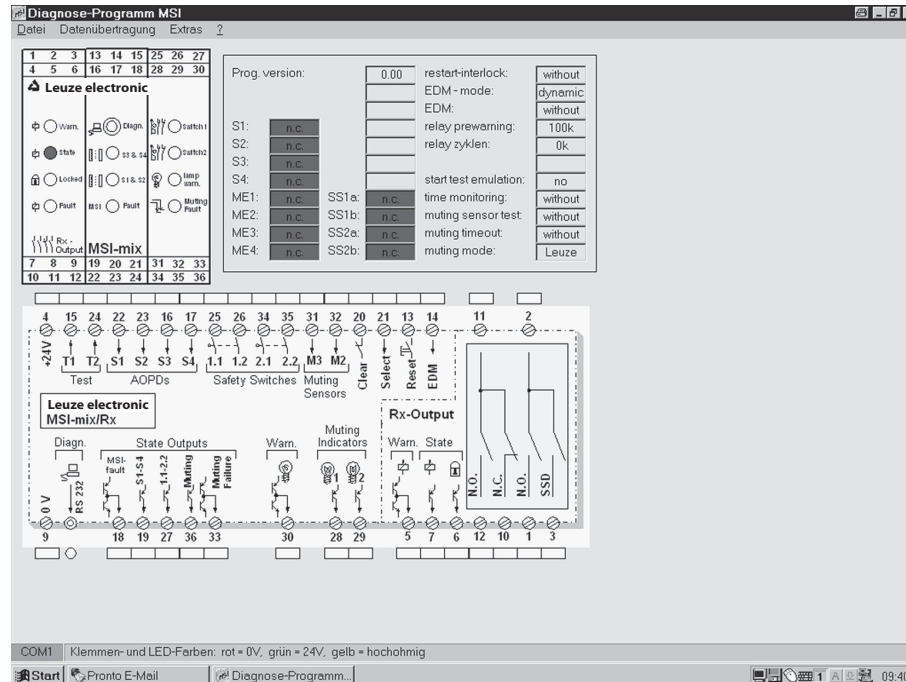 Diagnose-Programm MSI
Datei Datenübertragung Extras ?
1 2 3 13 14 15 25 26 27
4 5 6 16 17 18 28 29 30
Leuze electronic
Warn. Diagn. Switch1
State S3 & S4 Switch2
Locked S1 & S2 lamp warn.
Fault MSI Fault Muting Fault
Rx - Output MSI-mix
7 8 9 19 20 21 31 32 33
10 11 12 22 23 24 34 35 36
Prog. version: 0.00 restart-interlock: without
EDM - mode: dynamic
EDM: without
S1: n.c. relay prewarning: 100k
S2: n.c. relay zyklen: 0k
S3: n.c.
S4: n.c. start test emulation: no
ME1: n.c. SS1a: n.c. time monitoring: without
ME2: n.c. SS1b: n.c. muting sensor test: without
ME3: n.c. SS2a: n.c. muting timeout: without
ME4: n.c. SS2b: n.c. muting mode: Leuze
4 15 24 22 23 16 17 25 26 34 35 31 32 20 21 13 14 11 2
+24V T1 T2 S1 S2 S3 S4 1.1 1.2 2.1 2.2 M3 M2 Clear Select Reset EDM
Test AOPDs Safety Switches Muting Sensors
Leuze electronic
MSI-mix/Rx
Rx-Output
Diagn. State Outputs Warn. Muting Indicators Warn. State
0 V RS 232 MSI-fault S1-S4 1.1-2.2 Muting Muting Failure 1 2 N.O. N.C. N.O. SSD
9 18 19 27 36 33 30 28 29 5 7 6 12 10 1 3
COM1 Klemmen- und LED-Farben: rot = 0V, grün = 24V, gelb = hochohmig
Start Pronto E-Mail Diagnose-Programm... 1 09:40